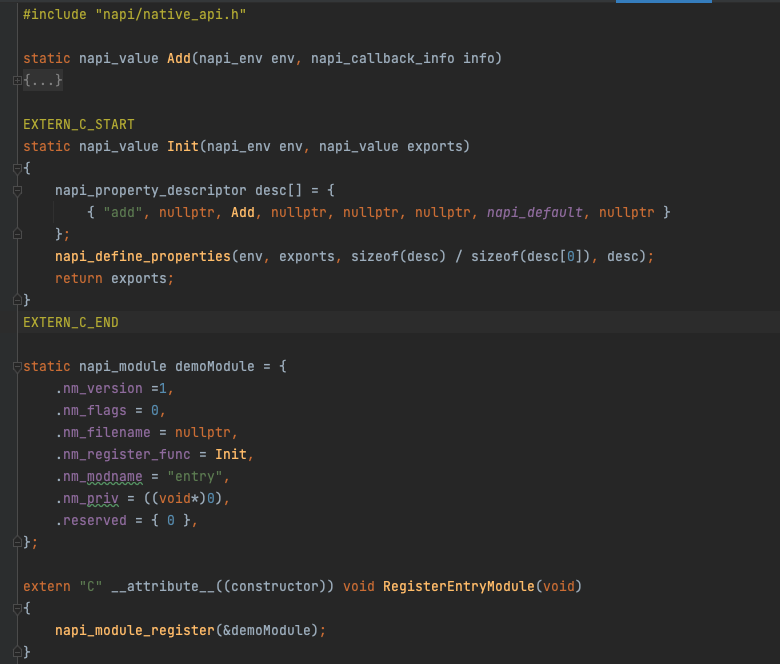 #include "napi/native_api.h"
static napi_value Add(napi_env env, napi_callback_info info)
{...}
EXTERN_C_START
static napi_value Init(napi_env env, napi_value exports)
{
napi_property_descriptor desc[] = {
{ "add", nullptr, Add, nullptr, nullptr, nullptr, napi_default, nullptr }
};
napi_define_properties(env, exports, sizeof(desc) / sizeof(desc[0]), desc);
return exports;
}
EXTERN_C_END
static napi_module demoModule = {
.nm_version =1,
.nm_flags = 0,
.nm_filename = nullptr,
.nm_register_func = Init,
.nm_modname = "entry",
.nm_priv = ((void*)0),
.reserved = { 0 },
};
extern "C" __attribute__((constructor)) void RegisterEntryModule(void)
{
napi_module_register(&demoModule);
}